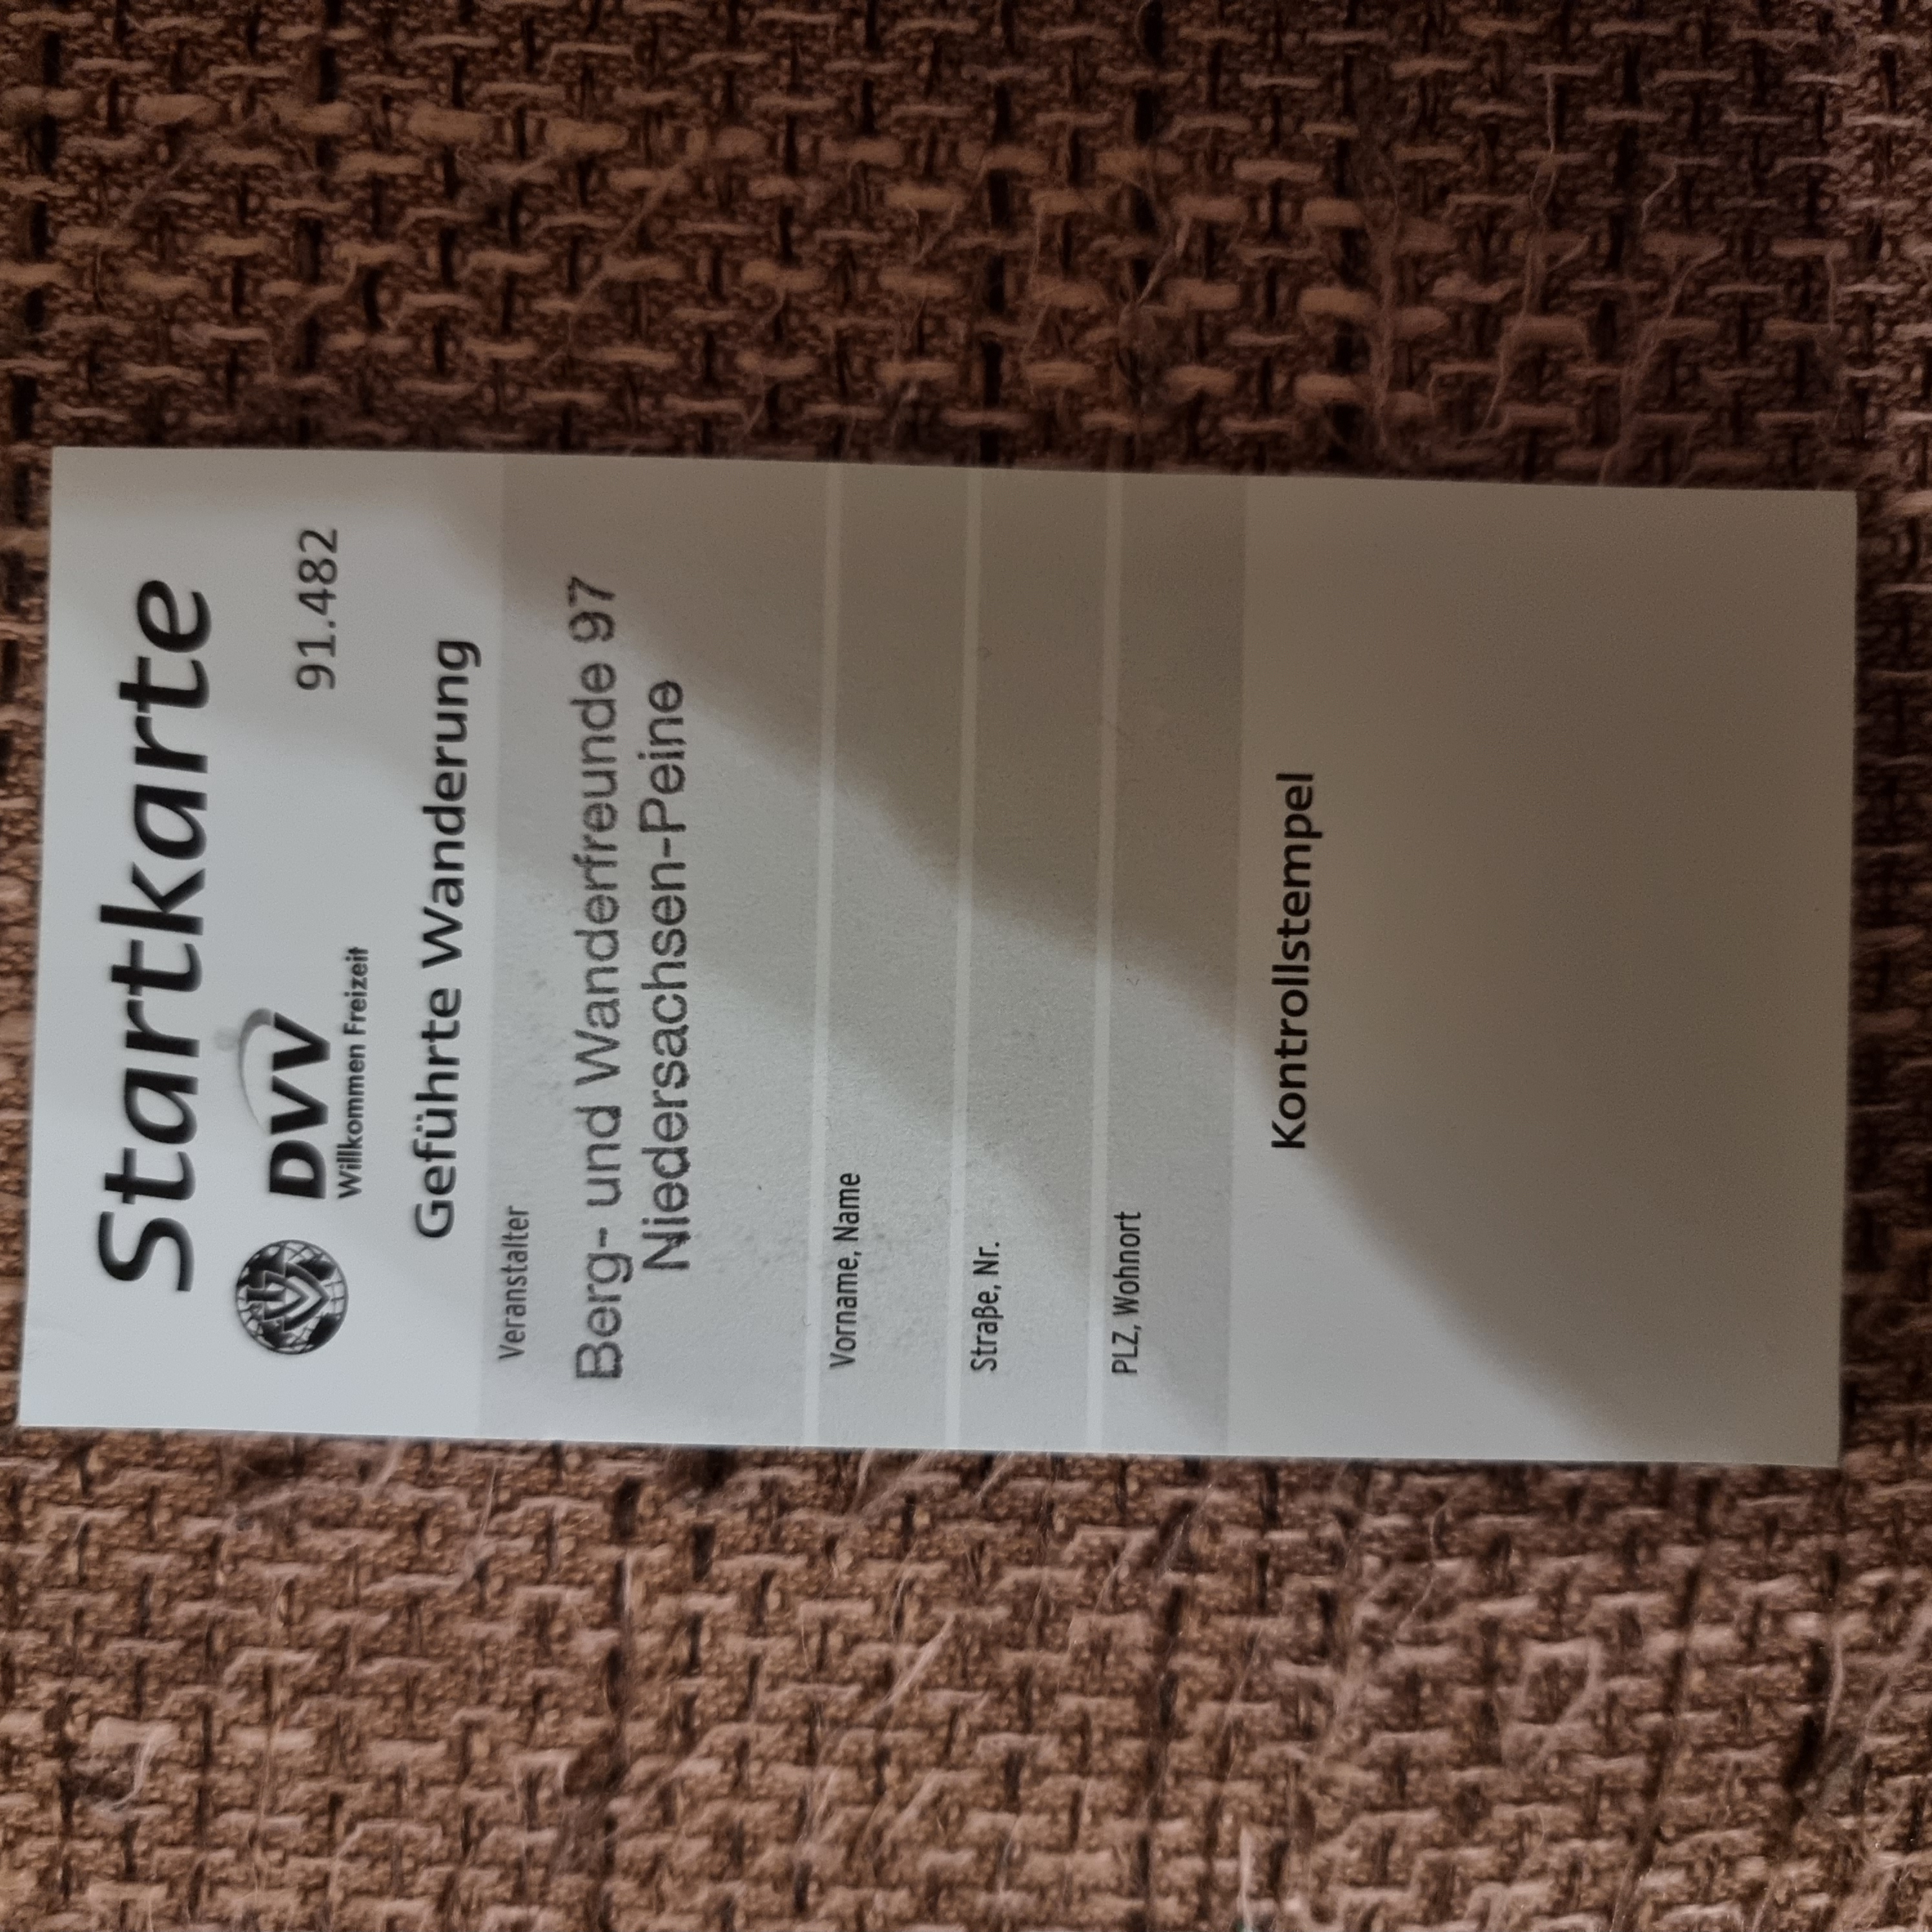 Startkarte
DVV
Willkommen Freizeit
91.482
Geführte Wanderung
Veranstalter
Berg- und Wanderfreunde 97
Niedersachsen-Peine
Vorname, Name
Straße, Nr.
PLZ, Wohnort
Kontrollstempel